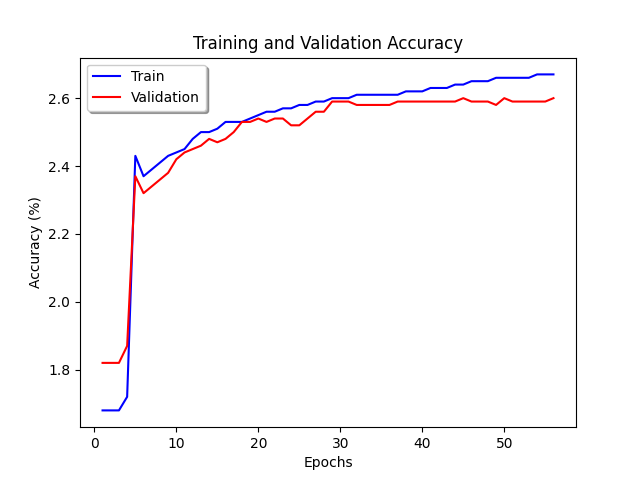 Training and Validation Accuracy
Train
Validation
Accuracy (%)
2.6
2.4
2.2
2.0
1.8
0 10 20 30 40 50
Epochs